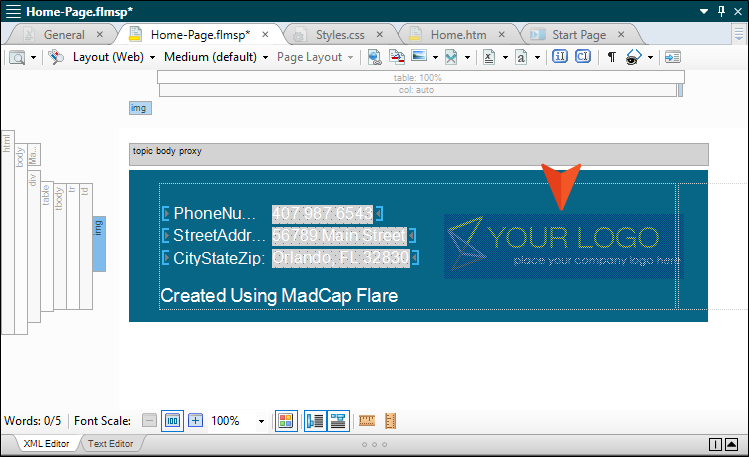 Home-Page.flmsp*
General
Home-Page.flmsp*
Styles.css
Home.htm
Start Page
Layout (Web)
Medium (default)
Page Layout
table: 100%
col: auto
img
html
body
Ma...
div
table
tbody
tr
td
img
topic body proxy
PhoneNu... 407.987.6543
StreetAddr... 56789 Main Street
CityStateZip: Orlando, FL 32830
Created Using MadCap Flare
YOUR LOGO
place your company logo here
Words: 0/5 Font Scale: 100 100%
XML Editor Text Editor